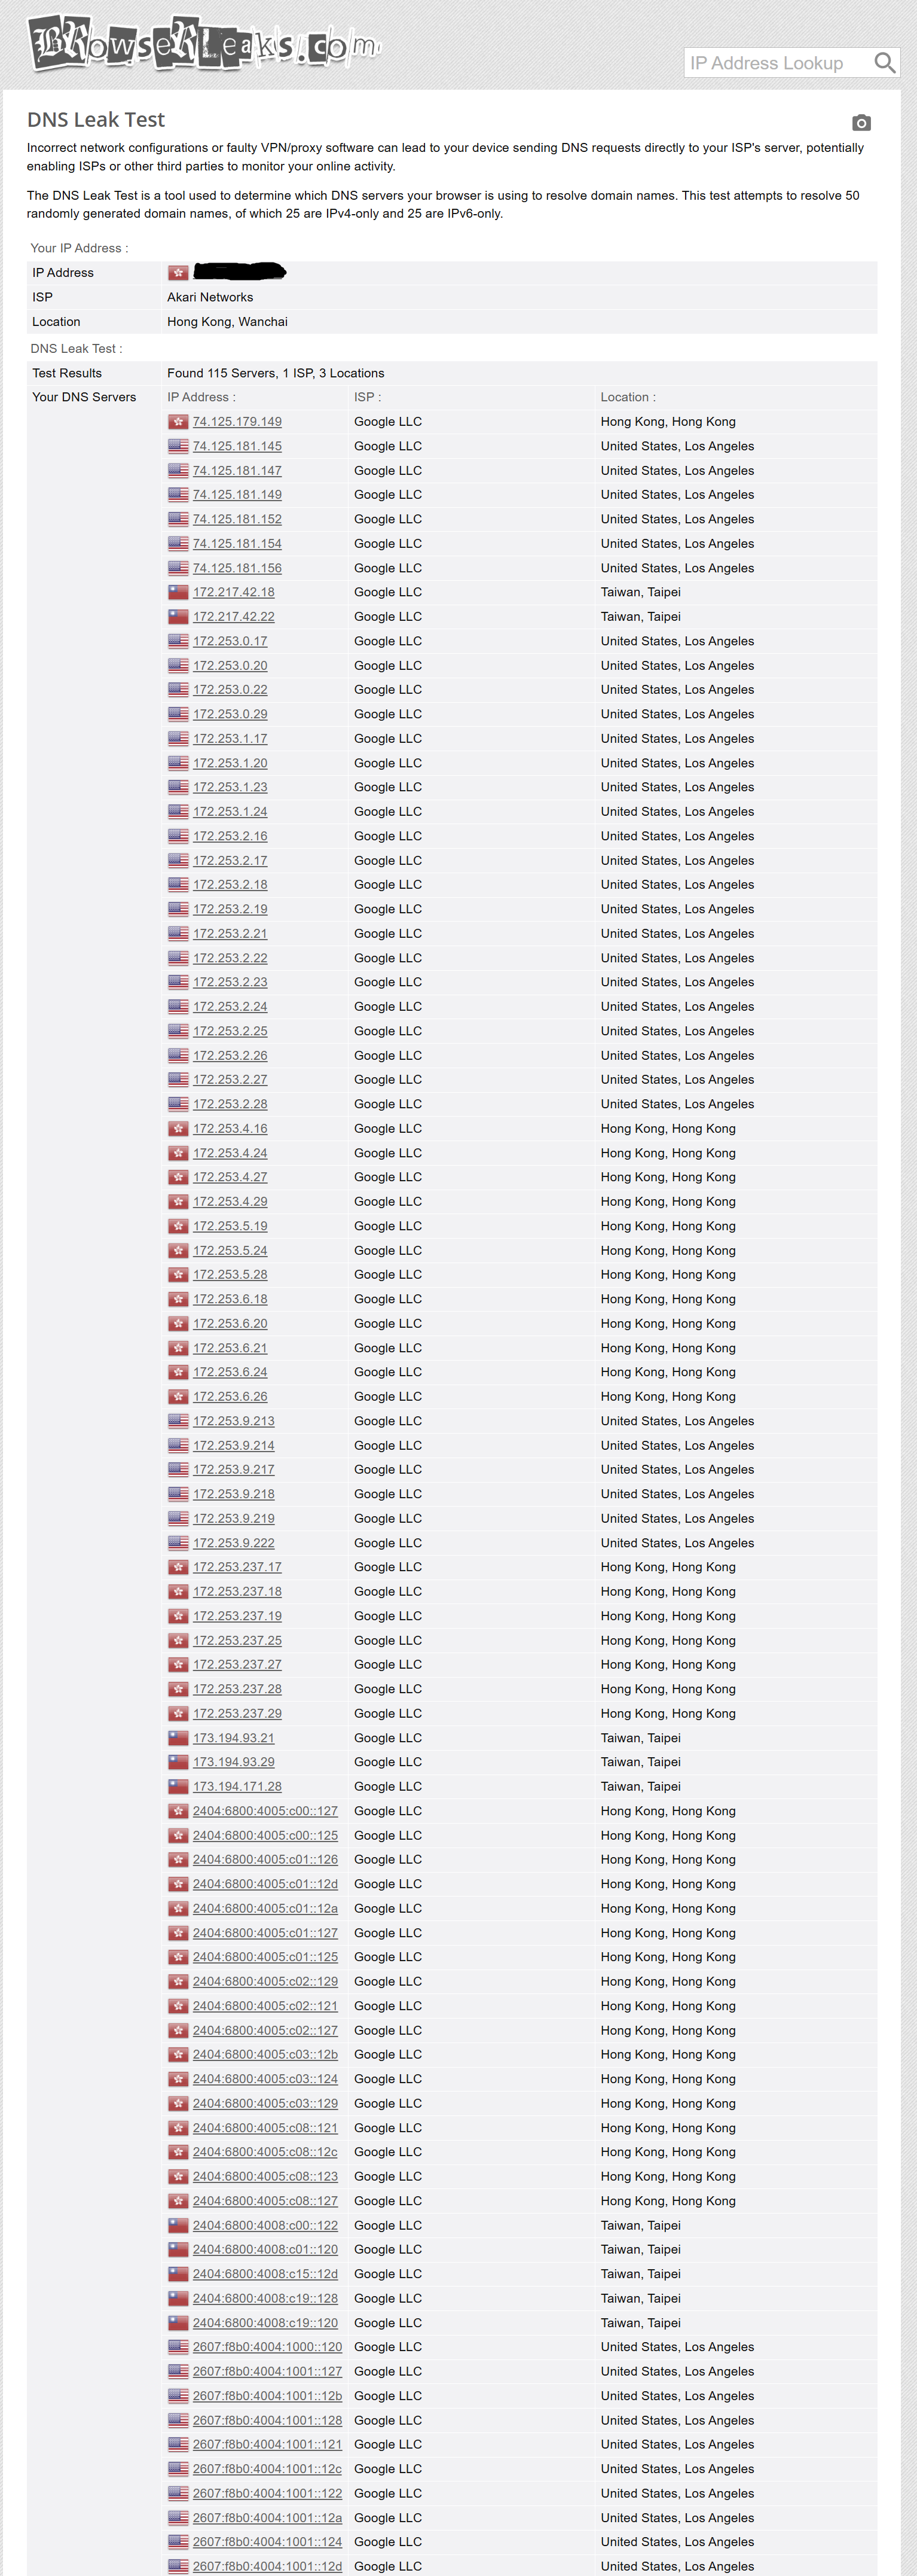 BRowseRLeaks.com
IP Address Lookup
DNS Leak Test
Incorrect network configurations or faulty VPN/proxy software can lead to your device sending DNS requests directly to your ISP's server, potentially
enabling ISPs or other third parties to monitor your online activity.
The DNS Leak Test is a tool used to determine which DNS servers your browser is using to resolve domain names. This test attempts to resolve 50
randomly generated domain names, of which 25 are IPv4-only and 25 are IPv6-only.
Your IP Address :
IP Address
ISP Akari Networks
Location Hong Kong, Wanchai
DNS Leak Test :
Test Results Found 115 Servers, 1 ISP, 3 Locations
Your DNS Servers IP Address : ISP : Location :
74.125.179.149 Google LLC Hong Kong, Hong Kong
74.125.181.145 Google LLC United States, Los Angeles
74.125.181.147 Google LLC United States, Los Angeles
74.125.181.149 Google LLC United States, Los Angeles
74.125.181.152 Google LLC United States, Los Angeles
74.125.181.154 Google LLC United States, Los Angeles
74.125.181.156 Google LLC United States, Los Angeles
172.217.42.18 Google LLC Taiwan, Taipei
172.217.42.22 Google LLC Taiwan, Taipei
172.253.0.17 Google LLC United States, Los Angeles
172.253.0.20 Google LLC United States, Los Angeles
172.253.0.22 Google LLC United States, Los Angeles
172.253.0.29 Google LLC United States, Los Angeles
172.253.1.17 Google LLC United States, Los Angeles
172.253.1.20 Google LLC United States, Los Angeles
172.253.1.23 Google LLC United States, Los Angeles
172.253.1.24 Google LLC United States, Los Angeles
172.253.2.16 Google LLC United States, Los Angeles
172.253.2.17 Google LLC United States, Los Angeles
172.253.2.18 Google LLC United States, Los Angeles
172.253.2.19 Google LLC United States, Los Angeles
172.253.2.21 Google LLC United States, Los Angeles
172.253.2.22 Google LLC United States, Los Angeles
172.253.2.23 Google LLC United States, Los Angeles
172.253.2.24 Google LLC United States, Los Angeles
172.253.2.25 Google LLC United States, Los Angeles
172.253.2.26 Google LLC United States, Los Angeles
172.253.2.27 Google LLC United States, Los Angeles
172.253.2.28 Google LLC United States, Los Angeles
172.253.4.16 Google LLC Hong Kong, Hong Kong
172.253.4.24 Google LLC Hong Kong, Hong Kong
172.253.4.27 Google LLC Hong Kong, Hong Kong
172.253.4.29 Google LLC Hong Kong, Hong Kong
172.253.5.19 Google LLC Hong Kong, Hong Kong
172.253.5.24 Google LLC Hong Kong, Hong Kong
172.253.5.28 Google LLC Hong Kong, Hong Kong
172.253.6.18 Google LLC Hong Kong, Hong Kong
172.253.6.20 Google LLC Hong Kong, Hong Kong
172.253.6.21 Google LLC Hong Kong, Hong Kong
172.253.6.24 Google LLC Hong Kong, Hong Kong
172.253.6.26 Google LLC Hong Kong, Hong Kong
172.253.9.213 Google LLC United States, Los Angeles
172.253.9.214 Google LLC United States, Los Angeles
172.253.9.217 Google LLC United States, Los Angeles
172.253.9.218 Google LLC United States, Los Angeles
172.253.9.219 Google LLC United States, Los Angeles
172.253.9.222 Google LLC United States, Los Angeles
172.253.237.17 Google LLC Hong Kong, Hong Kong
172.253.237.18 Google LLC Hong Kong, Hong Kong
172.253.237.19 Google LLC Hong Kong, Hong Kong
172.253.237.25 Google LLC Hong Kong, Hong Kong
172.253.237.27 Google LLC Hong Kong, Hong Kong
172.253.237.28 Google LLC Hong Kong, Hong Kong
172.253.237.29 Google LLC Hong Kong, Hong Kong
173.194.93.21 Google LLC Taiwan, Taipei
173.194.93.29 Google LLC Taiwan, Taipei
173.194.171.28 Google LLC Taiwan, Taipei
2404:6800:4005:c00::127 Google LLC Hong Kong, Hong Kong
2404:6800:4005:c00::125 Google LLC Hong Kong, Hong Kong
2404:6800:4005:c01::126 Google LLC Hong Kong, Hong Kong
2404:6800:4005:c01::12d Google LLC Hong Kong, Hong Kong
2404:6800:4005:c01::12a Google LLC Hong Kong, Hong Kong
2404:6800:4005:c01::127 Google LLC Hong Kong, Hong Kong
2404:6800:4005:c01::125 Google LLC Hong Kong, Hong Kong
2404:6800:4005:c02::129 Google LLC Hong Kong, Hong Kong
2404:6800:4005:c02::121 Google LLC Hong Kong, Hong Kong
2404:6800:4005:c02::127 Google LLC Hong Kong, Hong Kong
2404:6800:4005:c03::12b Google LLC Hong Kong, Hong Kong
2404:6800:4005:c03::124 Google LLC Hong Kong, Hong Kong
2404:6800:4005:c03::129 Google LLC Hong Kong, Hong Kong
2404:6800:4005:c08::121 Google LLC Hong Kong, Hong Kong
2404:6800:4005:c08::12c Google LLC Hong Kong, Hong Kong
2404:6800:4005:c08::123 Google LLC Hong Kong, Hong Kong
2404:6800:4005:c08::127 Google LLC Hong Kong, Hong Kong
2404:6800:4008:c00::122 Google LLC Taiwan, Taipei
2404:6800:4008:c01::120 Google LLC Taiwan, Taipei
2404:6800:4008:c15::12d Google LLC Taiwan, Taipei
2404:6800:4008:c19::128 Google LLC Taiwan, Taipei
2404:6800:4008:c19::120 Google LLC Taiwan, Taipei
2607:f8b0:4004:1000::120 Google LLC United States, Los Angeles
2607:f8b0:4004:1001::127 Google LLC United States, Los Angeles
2607:f8b0:4004:1001::12b Google LLC United States, Los Angeles
2607:f8b0:4004:1001::128 Google LLC United States, Los Angeles
2607:f8b0:4004:1001::121 Google LLC United States, Los Angeles
2607:f8b0:4004:1001::12c Google LLC United States, Los Angeles
2607:f8b0:4004:1001::122 Google LLC United States, Los Angeles
2607:f8b0:4004:1001::12a Google LLC United States, Los Angeles
2607:f8b0:4004:1001::124 Google LLC United States, Los Angeles
2607:f8b0:4004:1001::12d Google LLC United States, Los Angeles